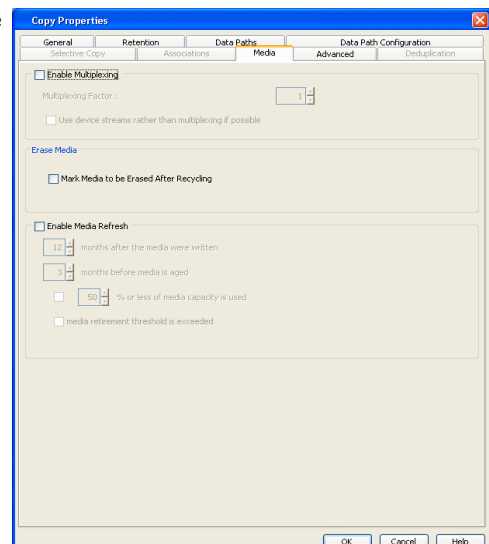 e
Copy Properties
General Retention Data Paths Data Path Configuration
Selective Copy Associations Media Advanced Deduplication
Enable Multiplexing
Multiplexing Factor : 1
Use device streams rather than multiplexing if possible
Erase Media
Mark Media to be Erased After Recycling
Enable Media Refresh
12 months after the media were written
3 months before media is aged
50 % or less of media capacity is used
media retirement threshold is exceeded
OK Cancel Help